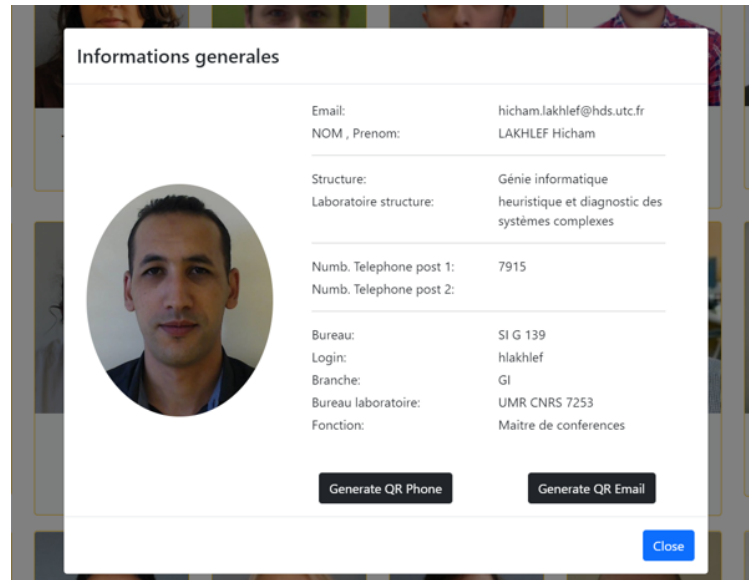 Informations generales
Email: hicham.lakhlef@hds.utc.fr
NOM , Prenom: LAKHLEF Hicham
Structure: Génie informatique
Laboratoire structure: heuristique et diagnostic des
systèmes complexes
Numb. Telephone post 1: 7915
Numb. Telephone post 2:
Bureau: SI G 139
Login: hlakhlef
Branche: GI
Bureau laboratoire: UMR CNRS 7253
Fonction: Maitre de conferences
Generate QR Phone Generate QR Email
Close